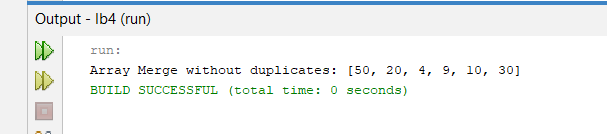 Output - lb4 (run)
run:
Array Merge without duplicates: [50, 20, 4, 9, 10, 30]
BUILD SUCCESSFUL (total time: 0 seconds)